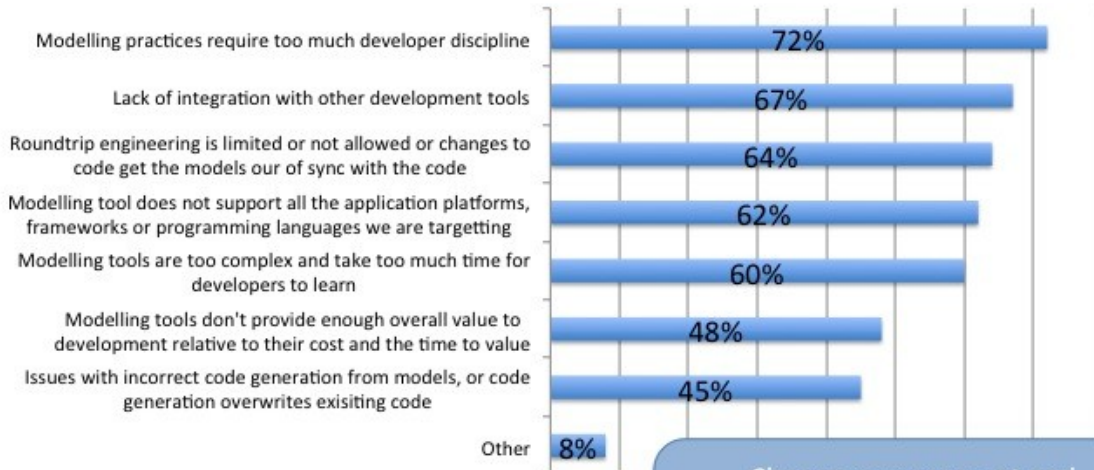 Modelling practices require too much developer discipline
72%
Lack of integration with other development tools
67%
Roundtrip engineering is limited or not allowed or changes to
code get the models our of sync with the code
64%
Modelling tool does not support all the application platforms,
frameworks or programming languages we are targetting
62%
Modelling tools are too complex and take too much time for
developers to learn
60%
Modelling tools don't provide enough overall value to
development relative to their cost and the time to value
48%
Issues with incorrect code generation from models, or code
generation overwrites exisiting code
45%
Other
8%